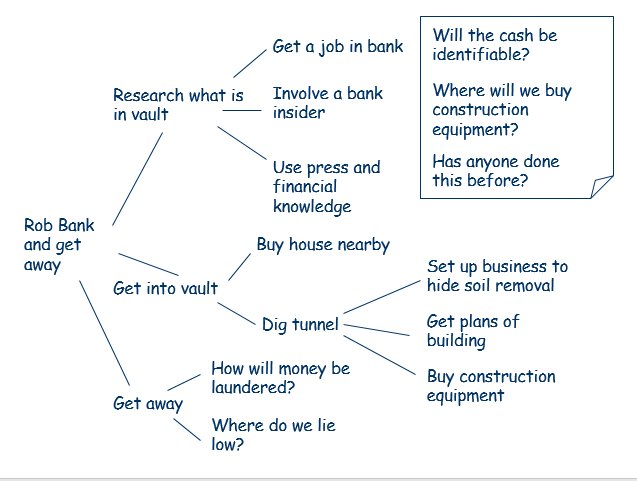 Get a job in bank
Research what is
in vault
Involve a bank
insider
Use press and
financial
knowledge
Will the cash be
identifiable?
Where will we buy
construction
equipment?
Has anyone done
this before?
Rob Bank
and get
away
Buy house nearby
Get into vault
Dig tunnel
Set up business to
hide soil removal
Get plans of
building
Buy construction
equipment
Get away
How will money be
laundered?
Where do we lie
low?